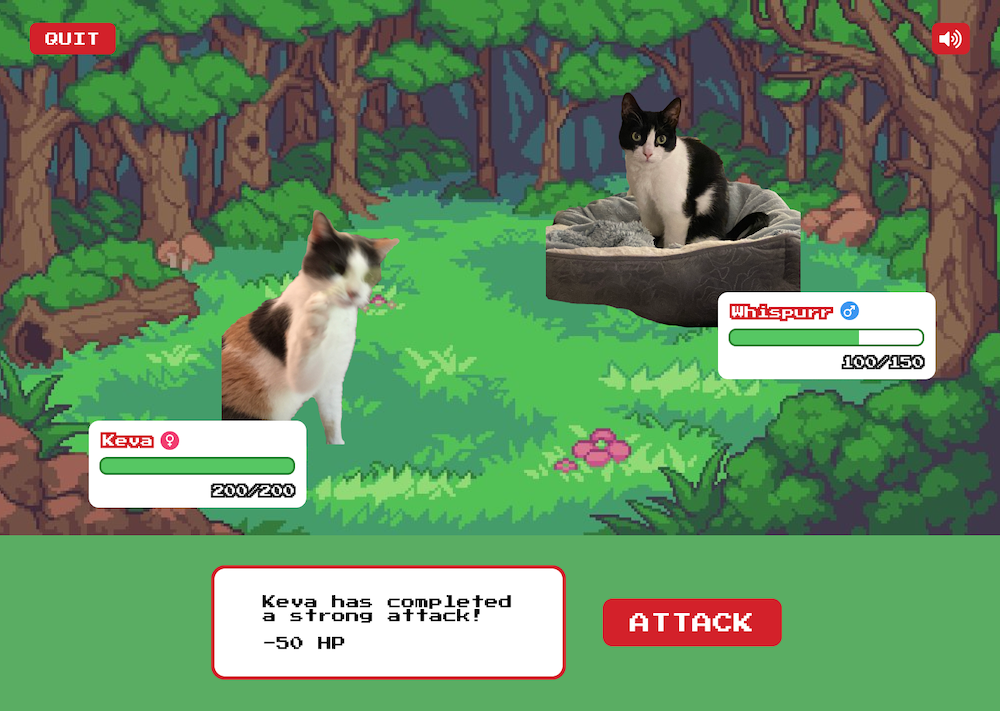 QUIT
Whispurr
100/150
Keva
200/200
Keva has completed
a strong attack!
-50 HP
ATTACK